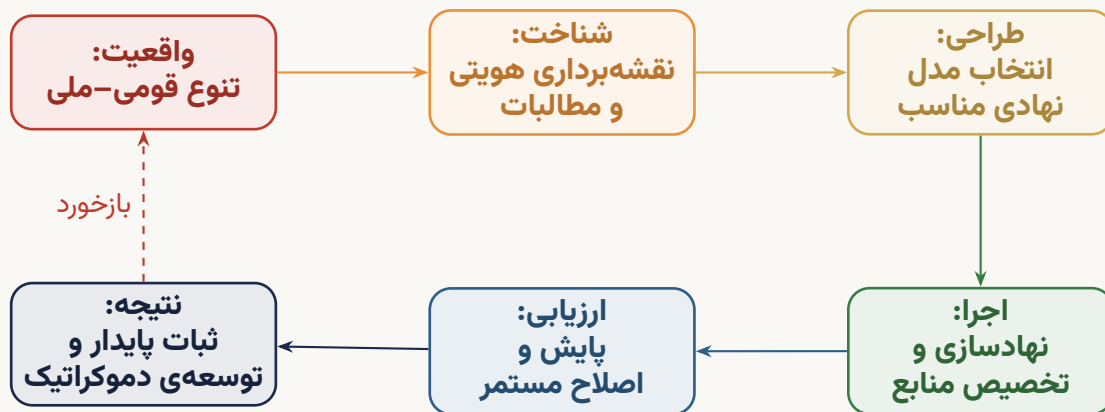 واقعیت:
تنوع قومی–ملی
شناخت:
نقشه‌برداری هویتی
و مطالبات
طراحی:
انتخاب مدل
نهادی مناسب
اجرا:
نهادسازی و
تخصیص منابع
ارزیابی:
پایش و
اصلاح مستمر
نتیجه:
ثبات پایدار و
توسعه‌ی دموکراتیک
بازخورد